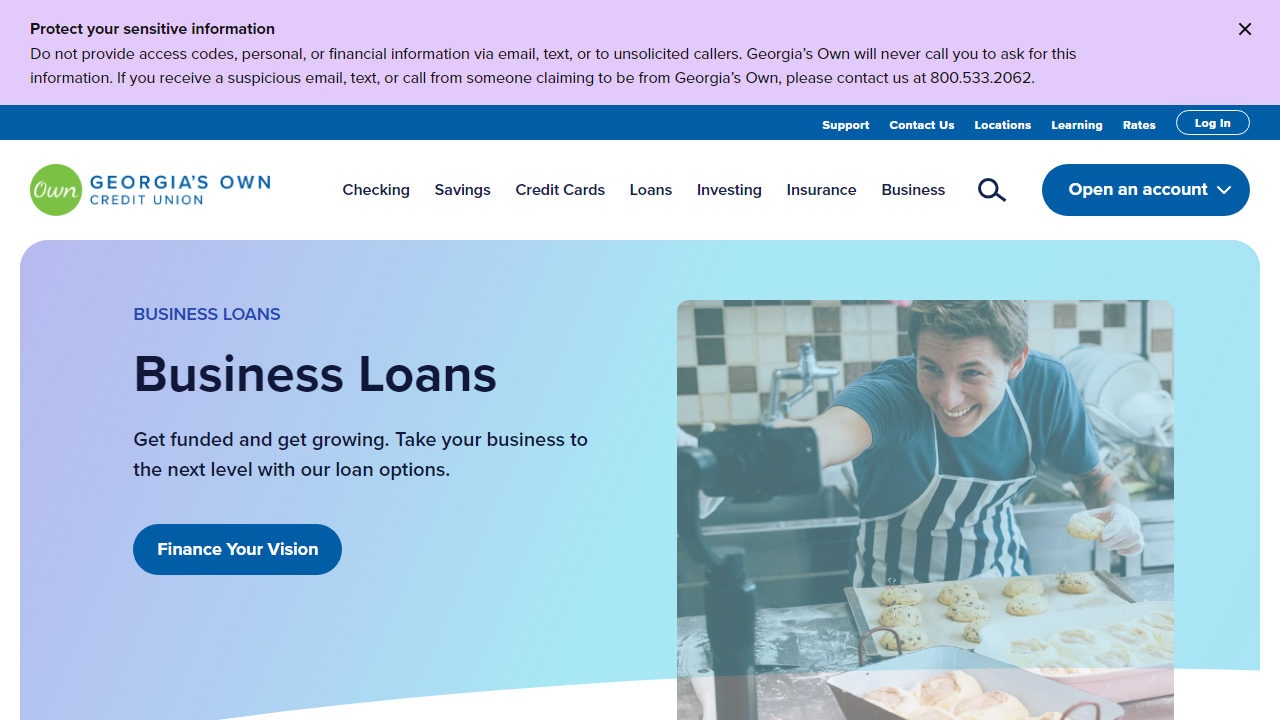 Protect your sensitive information
Do not provide access codes, personal, or financial information via email, text, or to unsolicited callers. Georgia’s Own will never call you to ask for this
information. If you receive a suspicious email, text, or call from someone claiming to be from Georgia’s Own, please contact us at 800.533.2062.
Support Contact Us Locations Learning Rates Log In
Own GEORGIA’S OWN
CREDIT UNION
Checking Savings Credit Cards Loans Investing Insurance Business Open an account
BUSINESS LOANS
Business Loans
Get funded and get growing. Take your business to
the next level with our loan options.
Finance Your Vision